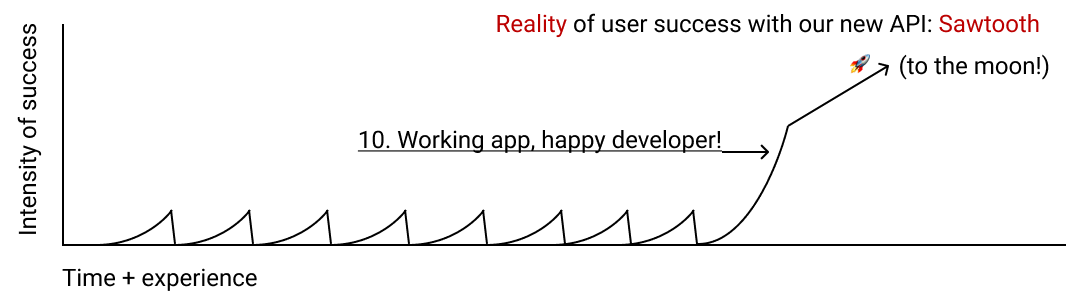 Reality of user success with our new API: Sawtooth
🚀 (to the moon!)
10. Working app, happy developer!
Intensity of success
Time + experience